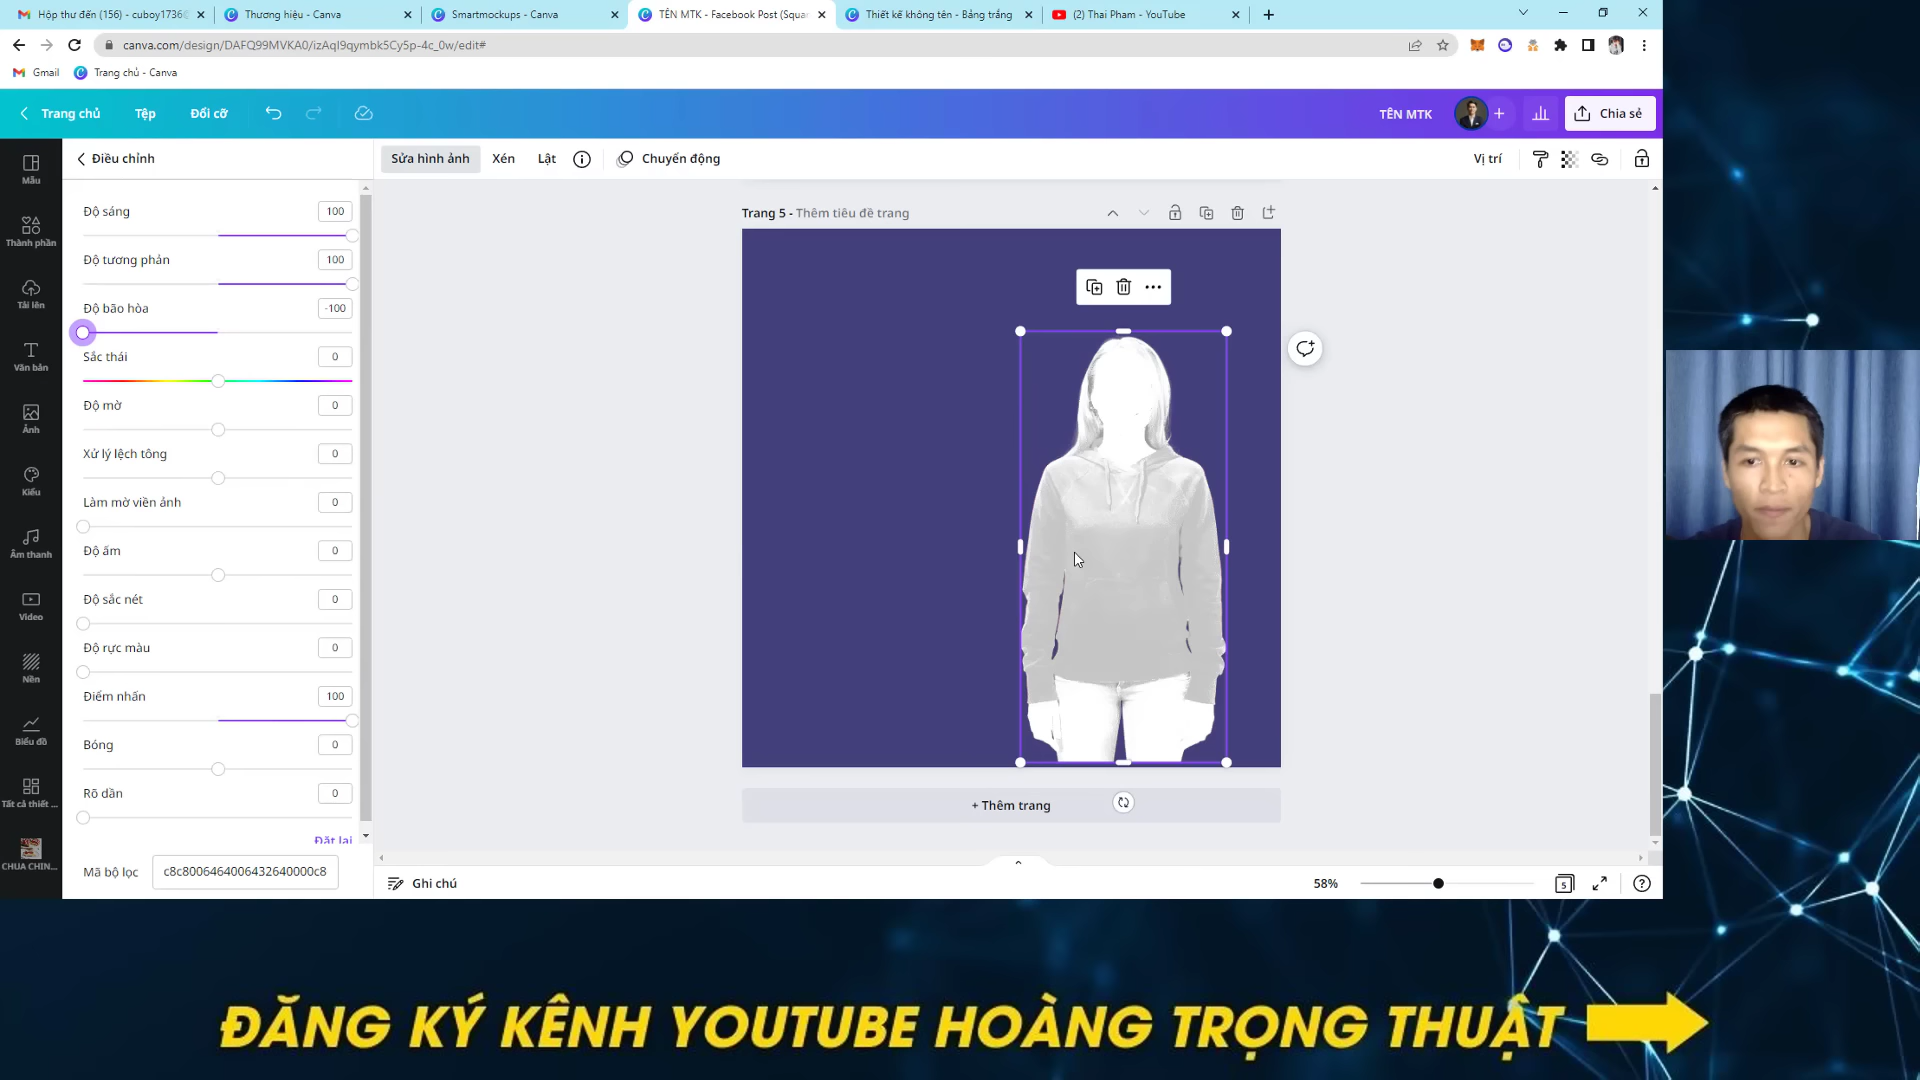 Hộp thư đến (156) - cuboy1736@
Thương hiệu - Canva
Smartmockups - Canva
TÊN MTK - Facebook Post (Squa
Thiết kế không tên - Bảng trắng
(2) Thai Pham - YouTube
canva.com/design/DAFQ99MVKA0/izAqI9qymbk5Cy5p-4c_0w/edit#
Gmail
Trang chủ - Canva
Trang chủ
Tệp
Đổi cỡ
TÊN MTK
Chia sẻ
Mẫu
Thành phần
Tải lên
Văn bản
Ảnh
Kiểu
Âm thanh
Video
Nền
Biểu đồ
Tất cả thiết ...
CHUA CHIN...
Điều chỉnh
Độ sáng 100
Độ tương phản 100
Độ bão hòa -100
Sắc thái 0
Độ mờ 0
Xử lý lệch tông 0
Làm mờ viền ảnh 0
Độ ấm 0
Độ sắc nét 0
Độ rực màu 0
Điểm nhấn 100
Bóng 0
Rõ dần 0
Đặt lại
Mã bộ lọc c8c8006464006432640000c8
Sửa hình ảnh
Xén
Lật
Chuyển động
Vị trí
Trang 5 - Thêm tiêu đề trang
+ Thêm trang
Ghi chú
58%
5
ĐĂNG KÝ KÊNH YOUTUBE HOÀNG TRỌNG THUẬT